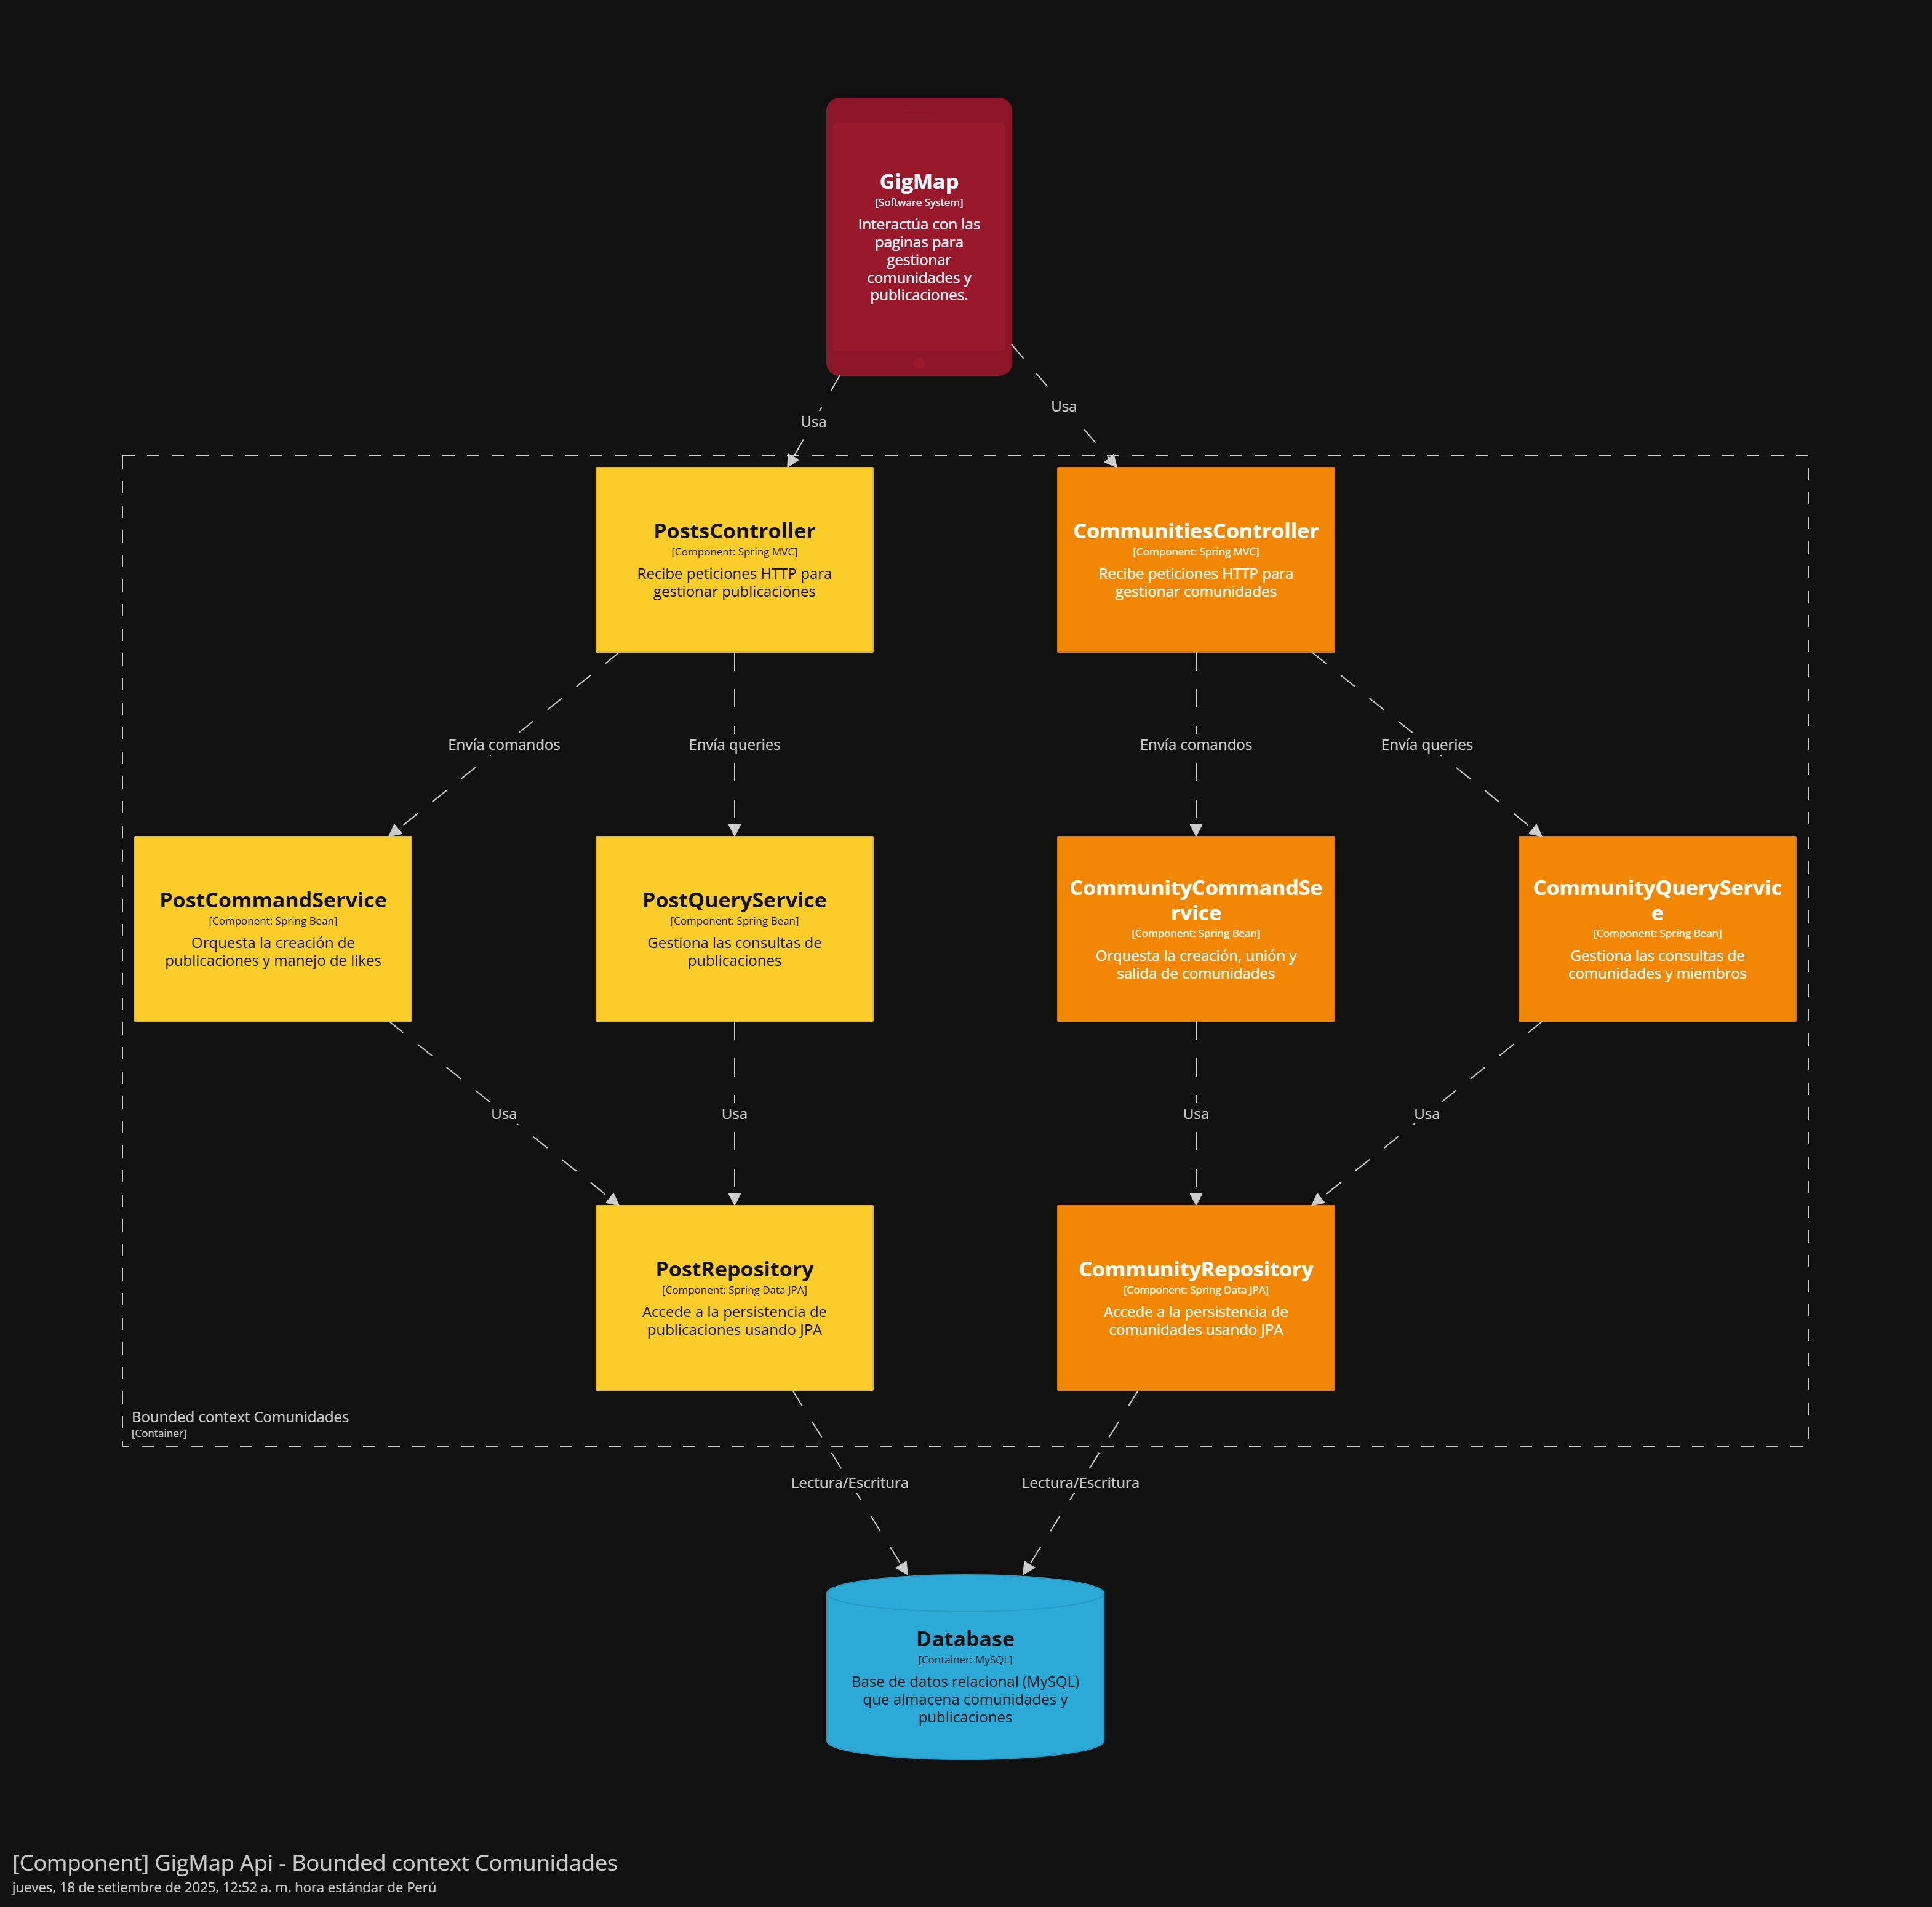 GigMap
[Software System]
Interactúa con las
paginas para
gestionar
comunidades y
publicaciones.
Usa
Usa
PostsController
[Component: Spring MVC]
Recibe peticiones HTTP para
gestionar publicaciones
CommunitiesController
[Component: Spring MVC]
Recibe peticiones HTTP para
gestionar comunidades
Envía comandos
Envía queries
Envía comandos
Envía queries
PostCommandService
[Component: Spring Bean]
Orquesta la creación de
publicaciones y manejo de likes
PostQueryService
[Component: Spring Bean]
Gestiona las consultas de
publicaciones
CommunityCommandSe
rvice
[Component: Spring Bean]
Orquesta la creación, unión y
salida de comunidades
CommunityQueryServic
e
[Component: Spring Bean]
Gestiona las consultas de
comunidades y miembros
Usa
Usa
Usa
Usa
PostRepository
[Component: Spring Data JPA]
Accede a la persistencia de
publicaciones usando JPA
CommunityRepository
[Component: Spring Data JPA]
Accede a la persistencia de
comunidades usando JPA
Bounded context Comunidades
[Container]
Lectura/Escritura
Lectura/Escritura
Database
[Container: MySQL]
Base de datos relacional (MySQL)
que almacena comunidades y
publicaciones
[Component] GigMap Api - Bounded context Comunidades
jueves, 18 de setiembre de 2025, 12:52 a. m. hora estándar de Perú